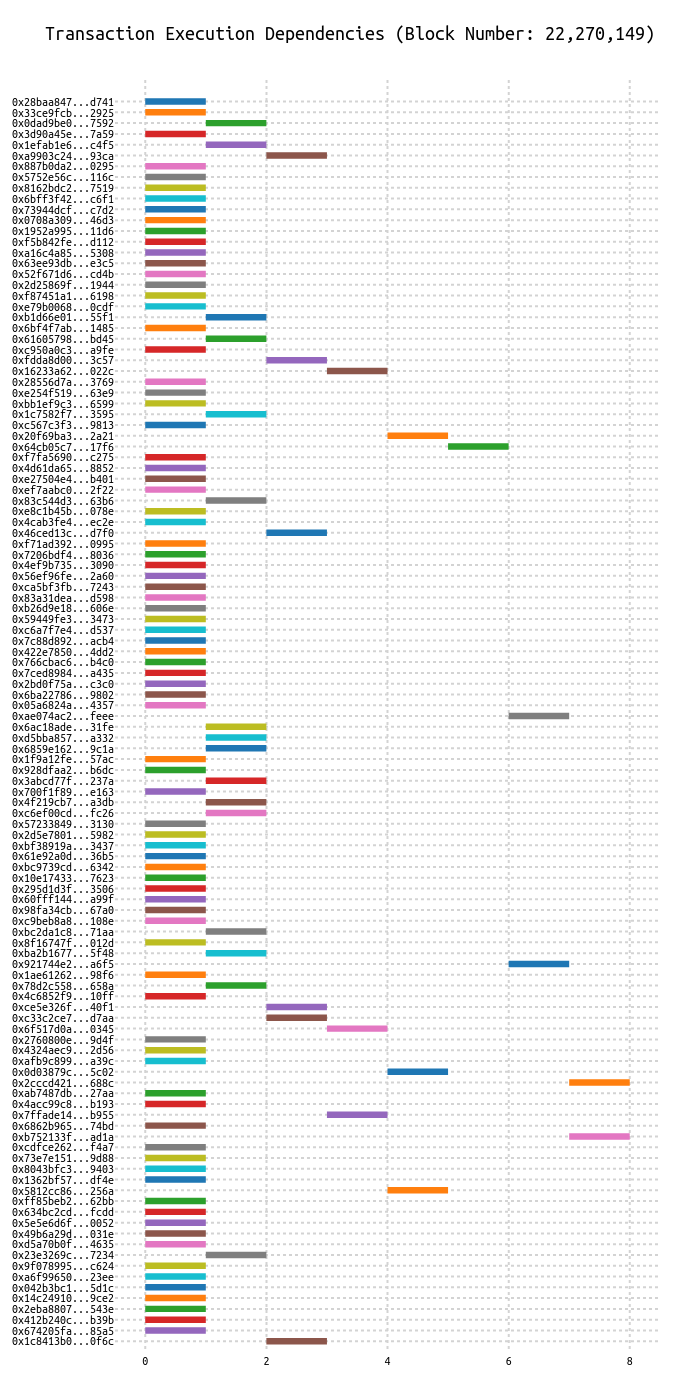 Transaction Execution Dependencies (Block Number: 22,270,149)
0x28baa847...d741
0x33ce9fcb...2925
0x0dad9be0...7592
0x3d90a45e...7a59
0x1efab1e6...c4f5
0xa9903c24...93ca
0x887b0da2...0295
0x5752e56c...116c
0x8162bdc2...7519
0x6bff3f42...c6f1
0x73944dcf...c7d2
0x0708a309...46d3
0x1952a995...11d6
0xf5b842fe...d112
0xa16c4a85...5308
0x63ee93db...e3c5
0x52f671d6...cd4b
0x2d25869f...1944
0xf87451a1...6198
0xe79b0068...0cdf
0xb1d66e01...55f1
0x6bf4f7ab...1485
0x61605798...bd45
0xc950a0c3...a9fe
0xfdda8d00...3c57
0x16233a62...022c
0x28556d7a...3769
0xe254f519...63e9
0xbb1ef9c3...6599
0x1c7582f7...3595
0xc567c3f3...9813
0x20f69ba3...2a21
0x64cb05c7...17f6
0xf7fa5690...c275
0x4d61da65...8852
0xe27504e4...b401
0xef7aabc0...2f22
0x83c544d3...63b6
0xe8c1b45b...078e
0x4cab3fe4...ec2e
0x46ced13c...d7f0
0xf71ad392...0995
0x7206bdf4...8036
0x4ef9b735...3090
0x56ef96fe...2a60
0xca5bf3fb...7243
0x83a31dea...d598
0xb26d9e18...606e
0x59449fe3...3473
0xc6a7f7e4...d537
0x7c88d892...acb4
0x422e7850...4dd2
0x766cbac6...b4c0
0x7ced8984...a435
0x2bd0f75a...c3c0
0x6ba22786...9802
0x05a6824a...4357
0xae074ac2...feee
0x6ac18ade...31fe
0xd5bba857...a332
0x6859e162...9c1a
0x1f9a12fe...57ac
0x928dfaa2...b6dc
0x3abcd77f...237a
0x700f1f89...e163
0x4f219cb7...a3db
0xc6ef00cd...fc26
0x57233849...3130
0x2d5e7801...5982
0xbf38919a...3437
0x61e92a0d...36b5
0xbc9739cd...6342
0x10e17433...7623
0x295d1d3f...3506
0x60fff144...a99f
0x98fa34cb...67a0
0xc9beb8a8...108e
0xbc2da1c8...71aa
0x8f16747f...012d
0xba2b1677...5f48
0x921744e2...a6f5
0x1ae61262...98f6
0x78d2c558...658a
0x4c6852f9...10ff
0xce5e326f...40f1
0xc33c2ce7...d7aa
0x6f517d0a...0345
0x2760800e...9d4f
0x4324aec9...2d56
0xafb9c899...a39c
0x0d03879c...5c02
0x2cccd421...688c
0xab7487db...27aa
0x4acc99c8...b193
0x7ffade14...b955
0x6862b965...74bd
0xb752133f...ad1a
0xcdfce262...f4a7
0x73e7e151...9d88
0x8043bfc3...9403
0x1362bf57...df4e
0x5812cc86...256a
0xff85beb2...62bb
0x634bc2cd...fcdd
0x5e5e6d6f...0052
0x49b6a29d...031e
0xd5a70b0f...4635
0x23e3269c...7234
0x9f078995...c624
0xa6f99650...23ee
0x042b3bc1...5d1c
0x14c24910...9ce2
0x2eba8807...543e
0x412b240c...b39b
0x674205fa...85a5
0x1c8413b0...0f6c
0 2 4 6 8